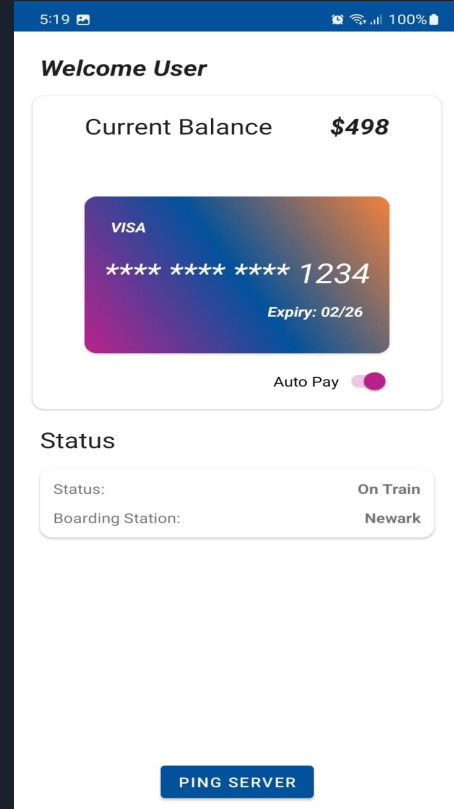 5:19 100%
Welcome User
Current Balance $498
VISA
**** **** **** 1234
Expiry: 02/26
Auto Pay
Status
Status: On Train
Boarding Station: Newark
PING SERVER